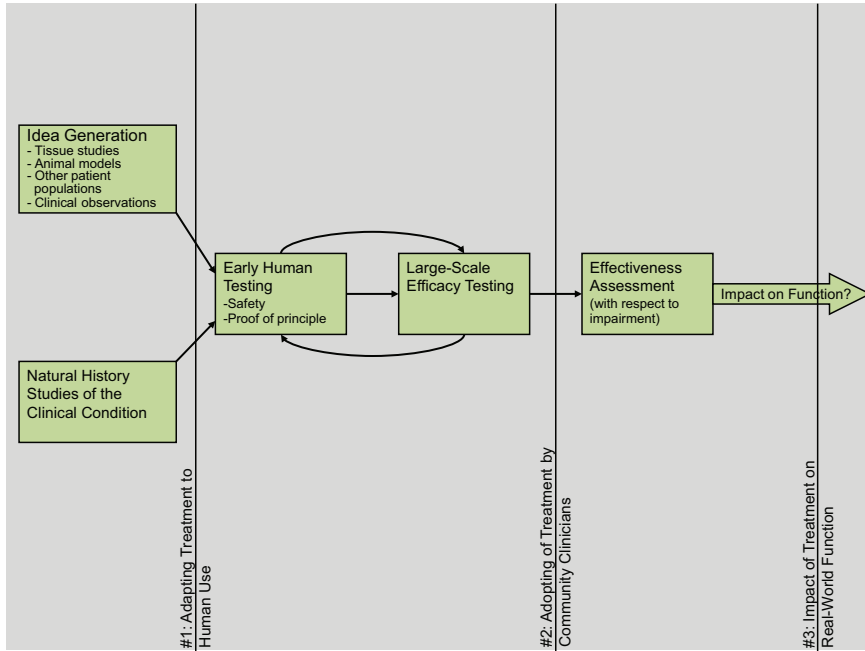 Idea Generation
- Tissue studies
- Animal models
- Other patient
populations
- Clinical observations
Natural History
Studies of the
Clinical Condition
Early Human
Testing
-Safety
-Proof of principle
Large-Scale
Efficacy Testing
Effectiveness
Assessment
(with respect to
impairment)
Impact on Function?
#1: Adapting Treatment to
Human Use
#2: Adopting of Treatment by
Community Clinicians
#3: Impact of Treatment on
Real-World Function